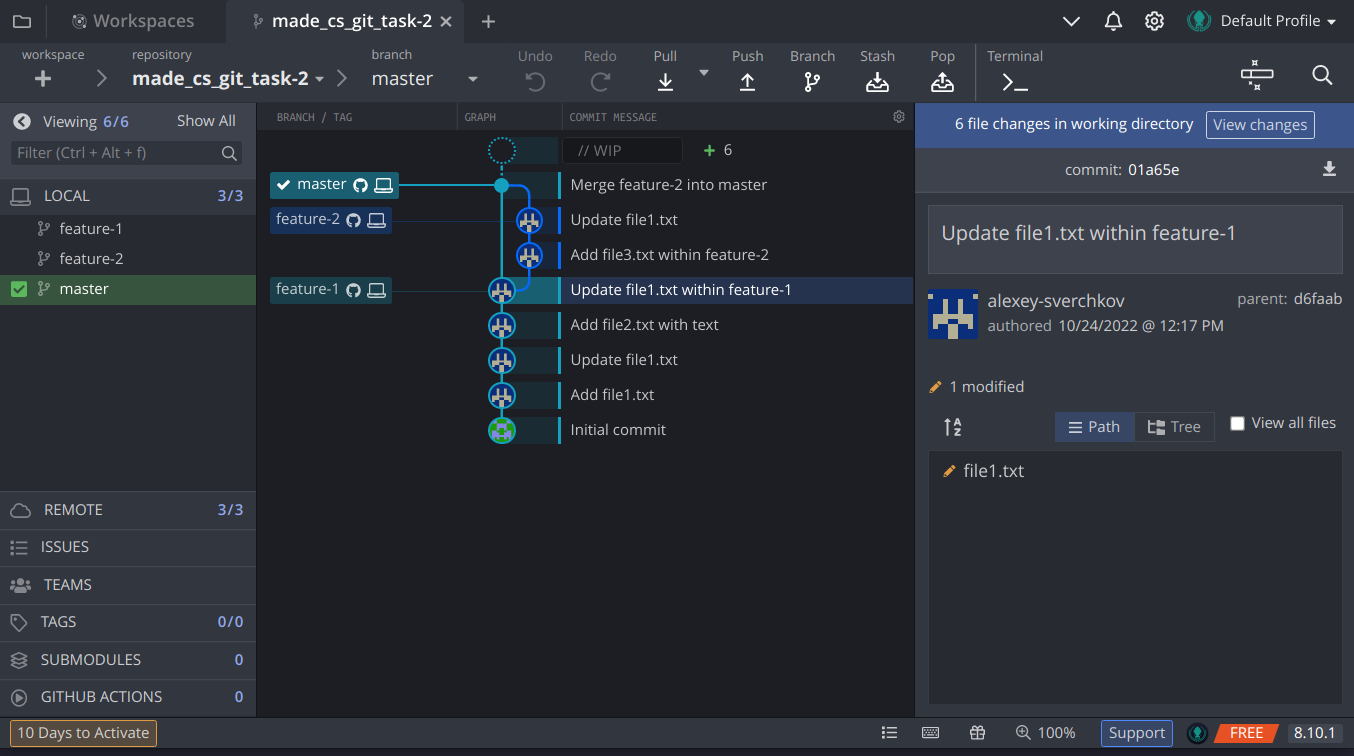 Workspaces
made_cs_git_task-2
Default Profile
workspace
repository
made_cs_git_task-2
branch
master
Undo
Redo
Pull
Push
Branch
Stash
Pop
Terminal
Viewing 6/6
Show All
Filter (Ctrl + Alt + f)
LOCAL 3/3
feature-1
feature-2
master
REMOTE 3/3
ISSUES
TEAMS
TAGS 0/0
SUBMODULES 0
GITHUB ACTIONS 0
BRANCH / TAG
GRAPH
COMMIT MESSAGE
// WIP
6
master
Merge feature-2 into master
feature-2
Update file1.txt
Add file3.txt within feature-2
feature-1
Update file1.txt within feature-1
Add file2.txt with text
Update file1.txt
Add file1.txt
Initial commit
6 file changes in working directory
View changes
commit: 01a65e
Update file1.txt within feature-1
alexey-sverchkov
parent: d6faab
authored 10/24/2022 @ 12:17 PM
1 modified
A
Z
Path
Tree
View all files
file1.txt
10 Days to Activate
100%
Support
FREE
8.10.1